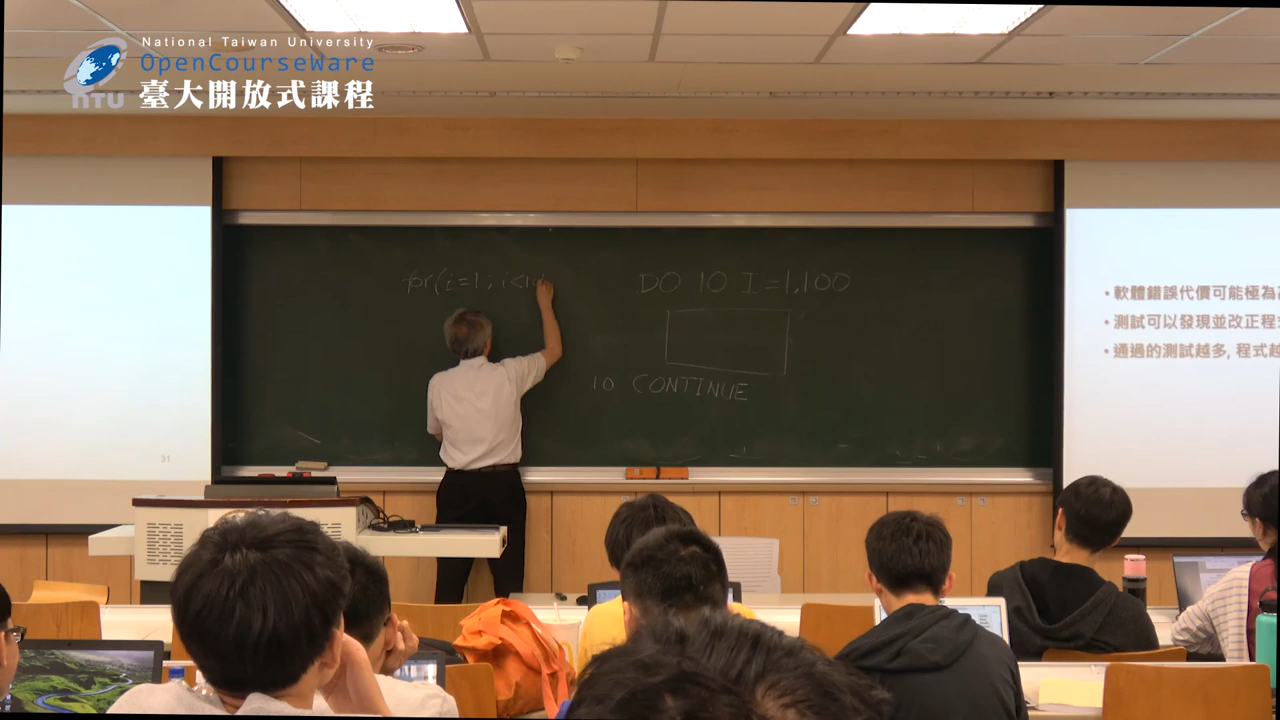 National Taiwan University
OpenCourseWare
NTU
臺大開放式課程
for(i=1; i<10
DO 10 I=1,100
10 CONTINUE
31
• 軟體錯誤代價可能極為
• 測試可以發現並改正程
• 通過的測試越多, 程式